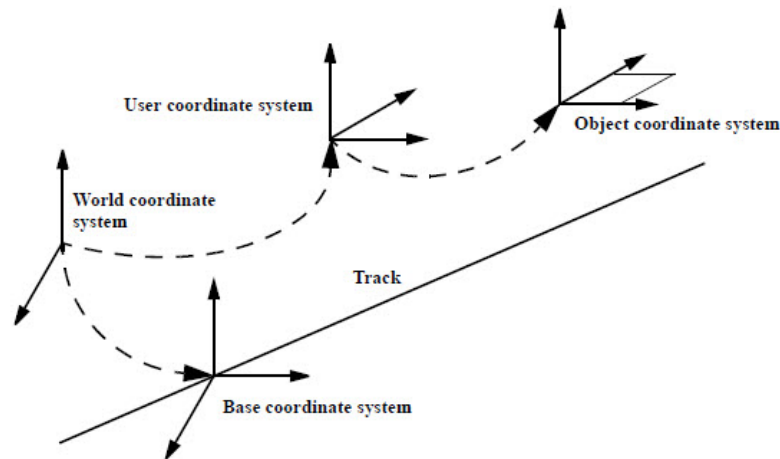 User coordinate system
Object coordinate system
World coordinate
system
Track
Base coordinate system